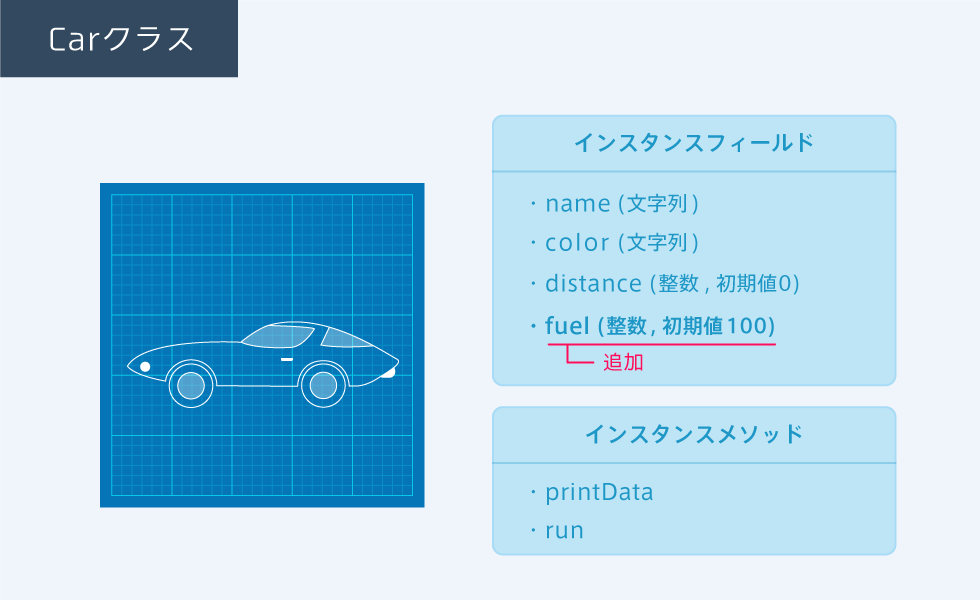 Carクラス
インスタンスフィールド
・name (文字列)
・color (文字列)
・distance (整数 , 初期値0)
・fuel (整数 , 初期値100)
追加
インスタンスメソッド
・printData
・run